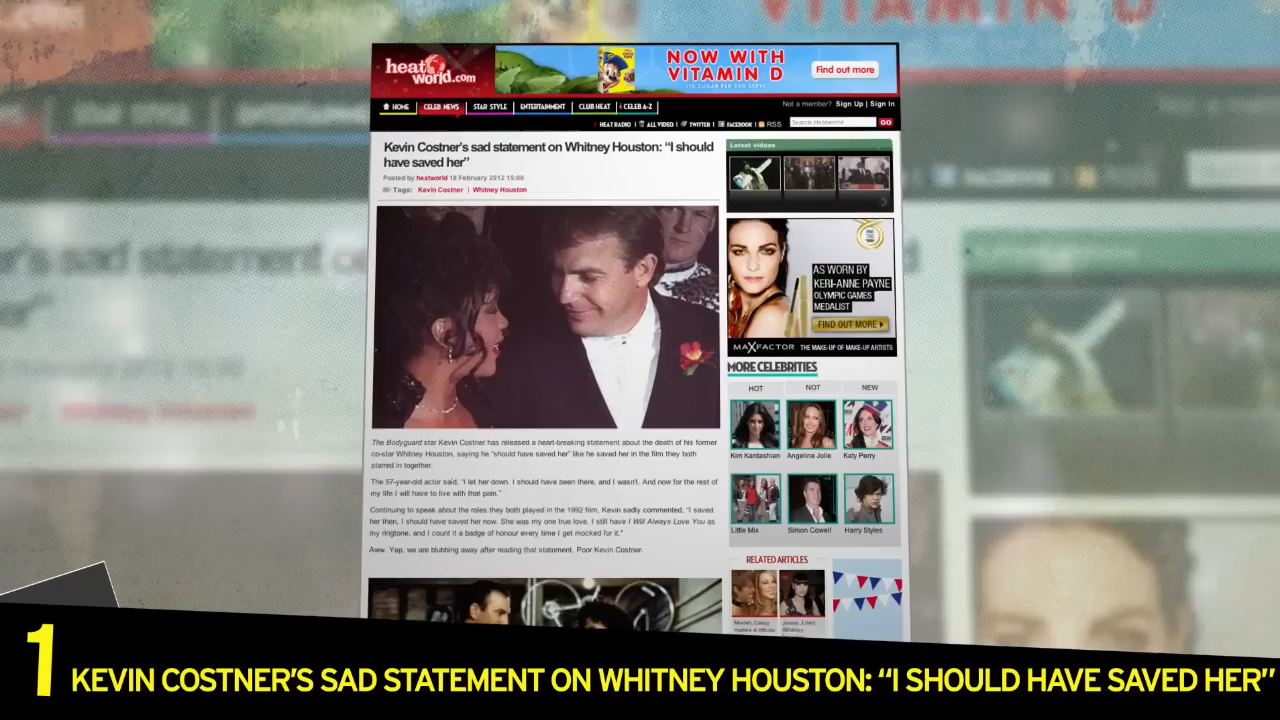 VITAMIN D
heat
world.com
NOW WITH
VITAMIN D
Find out more
HOME
CELEB NEWS
STAR STYLE
ENTERTAINMENT
CLUB HEAT
CELEB A-Z
Not a member? Sign Up | Sign In
HEAT RADIO | ALL VIDEO | TWITTER | FACEBOOK | RSS
GO
Kevin Costner's sad statement on Whitney Houston: “I should
have saved her”
Posted by heatworld 18 February 2012 15:09
Tags: Kevin Costner | Whitney Houston
Latest videos
AS WORN BY
KERI-ANNE PAYNE
OLYMPIC GAMES
MEDALIST
FIND OUT MORE
MAXFACTOR THE MAKE-UP OF MAKE-UP ARTISTS
MORE CELEBRITIES
HOT
NOT
NEW
Kim Kardashian
Angelina Jolie
Katy Perry
Little Mix
Simon Cowell
Harry Styles
RELATED ARTICLES
The Bodyguard star Kevin Costner has released a heart-breaking statement about the death of his former
co-star Whitney Houston, saying he “should have saved her” like he saved her in the film they both
starred in together.
The 57-year-old actor said, “I let her down. I should have been there, and I wasn't. And now for the rest of
my life I will have to live with that pain.”
Continuing to speak about the roles they both played in the 1992 film, Kevin sadly commented, “I saved
her then, I should have saved her now. She was my one true love. I still have I Will Always Love You as
my ringtone, and I count it a badge of honour every time I get mocked for it.”
Aww. Yep, we are blubbing away after reading that statement. Poor Kevin Costner.
1
KEVIN COSTNER'S SAD STATEMENT ON WHITNEY HOUSTON: “I SHOULD HAVE SAVED HER”